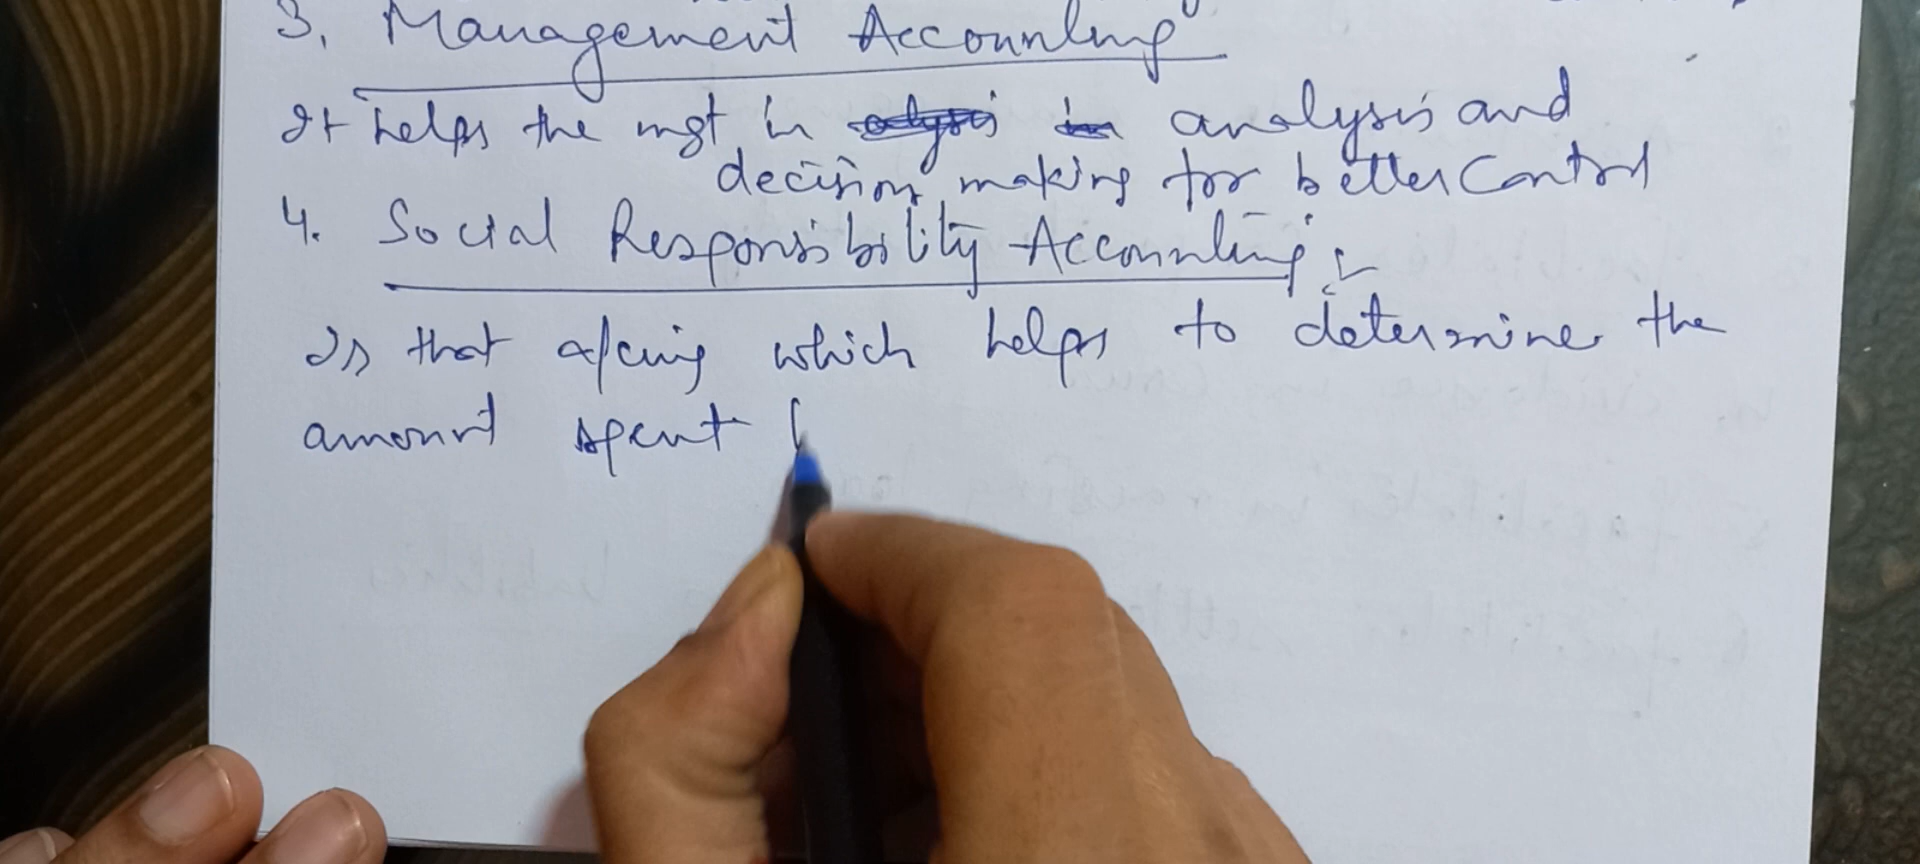 3. Management Accounting
It helps the mgt in analysis and
decision making for better Control
4. Social Responsibility Accounting :-
Is that a/cing which helps to determine the
amount spent